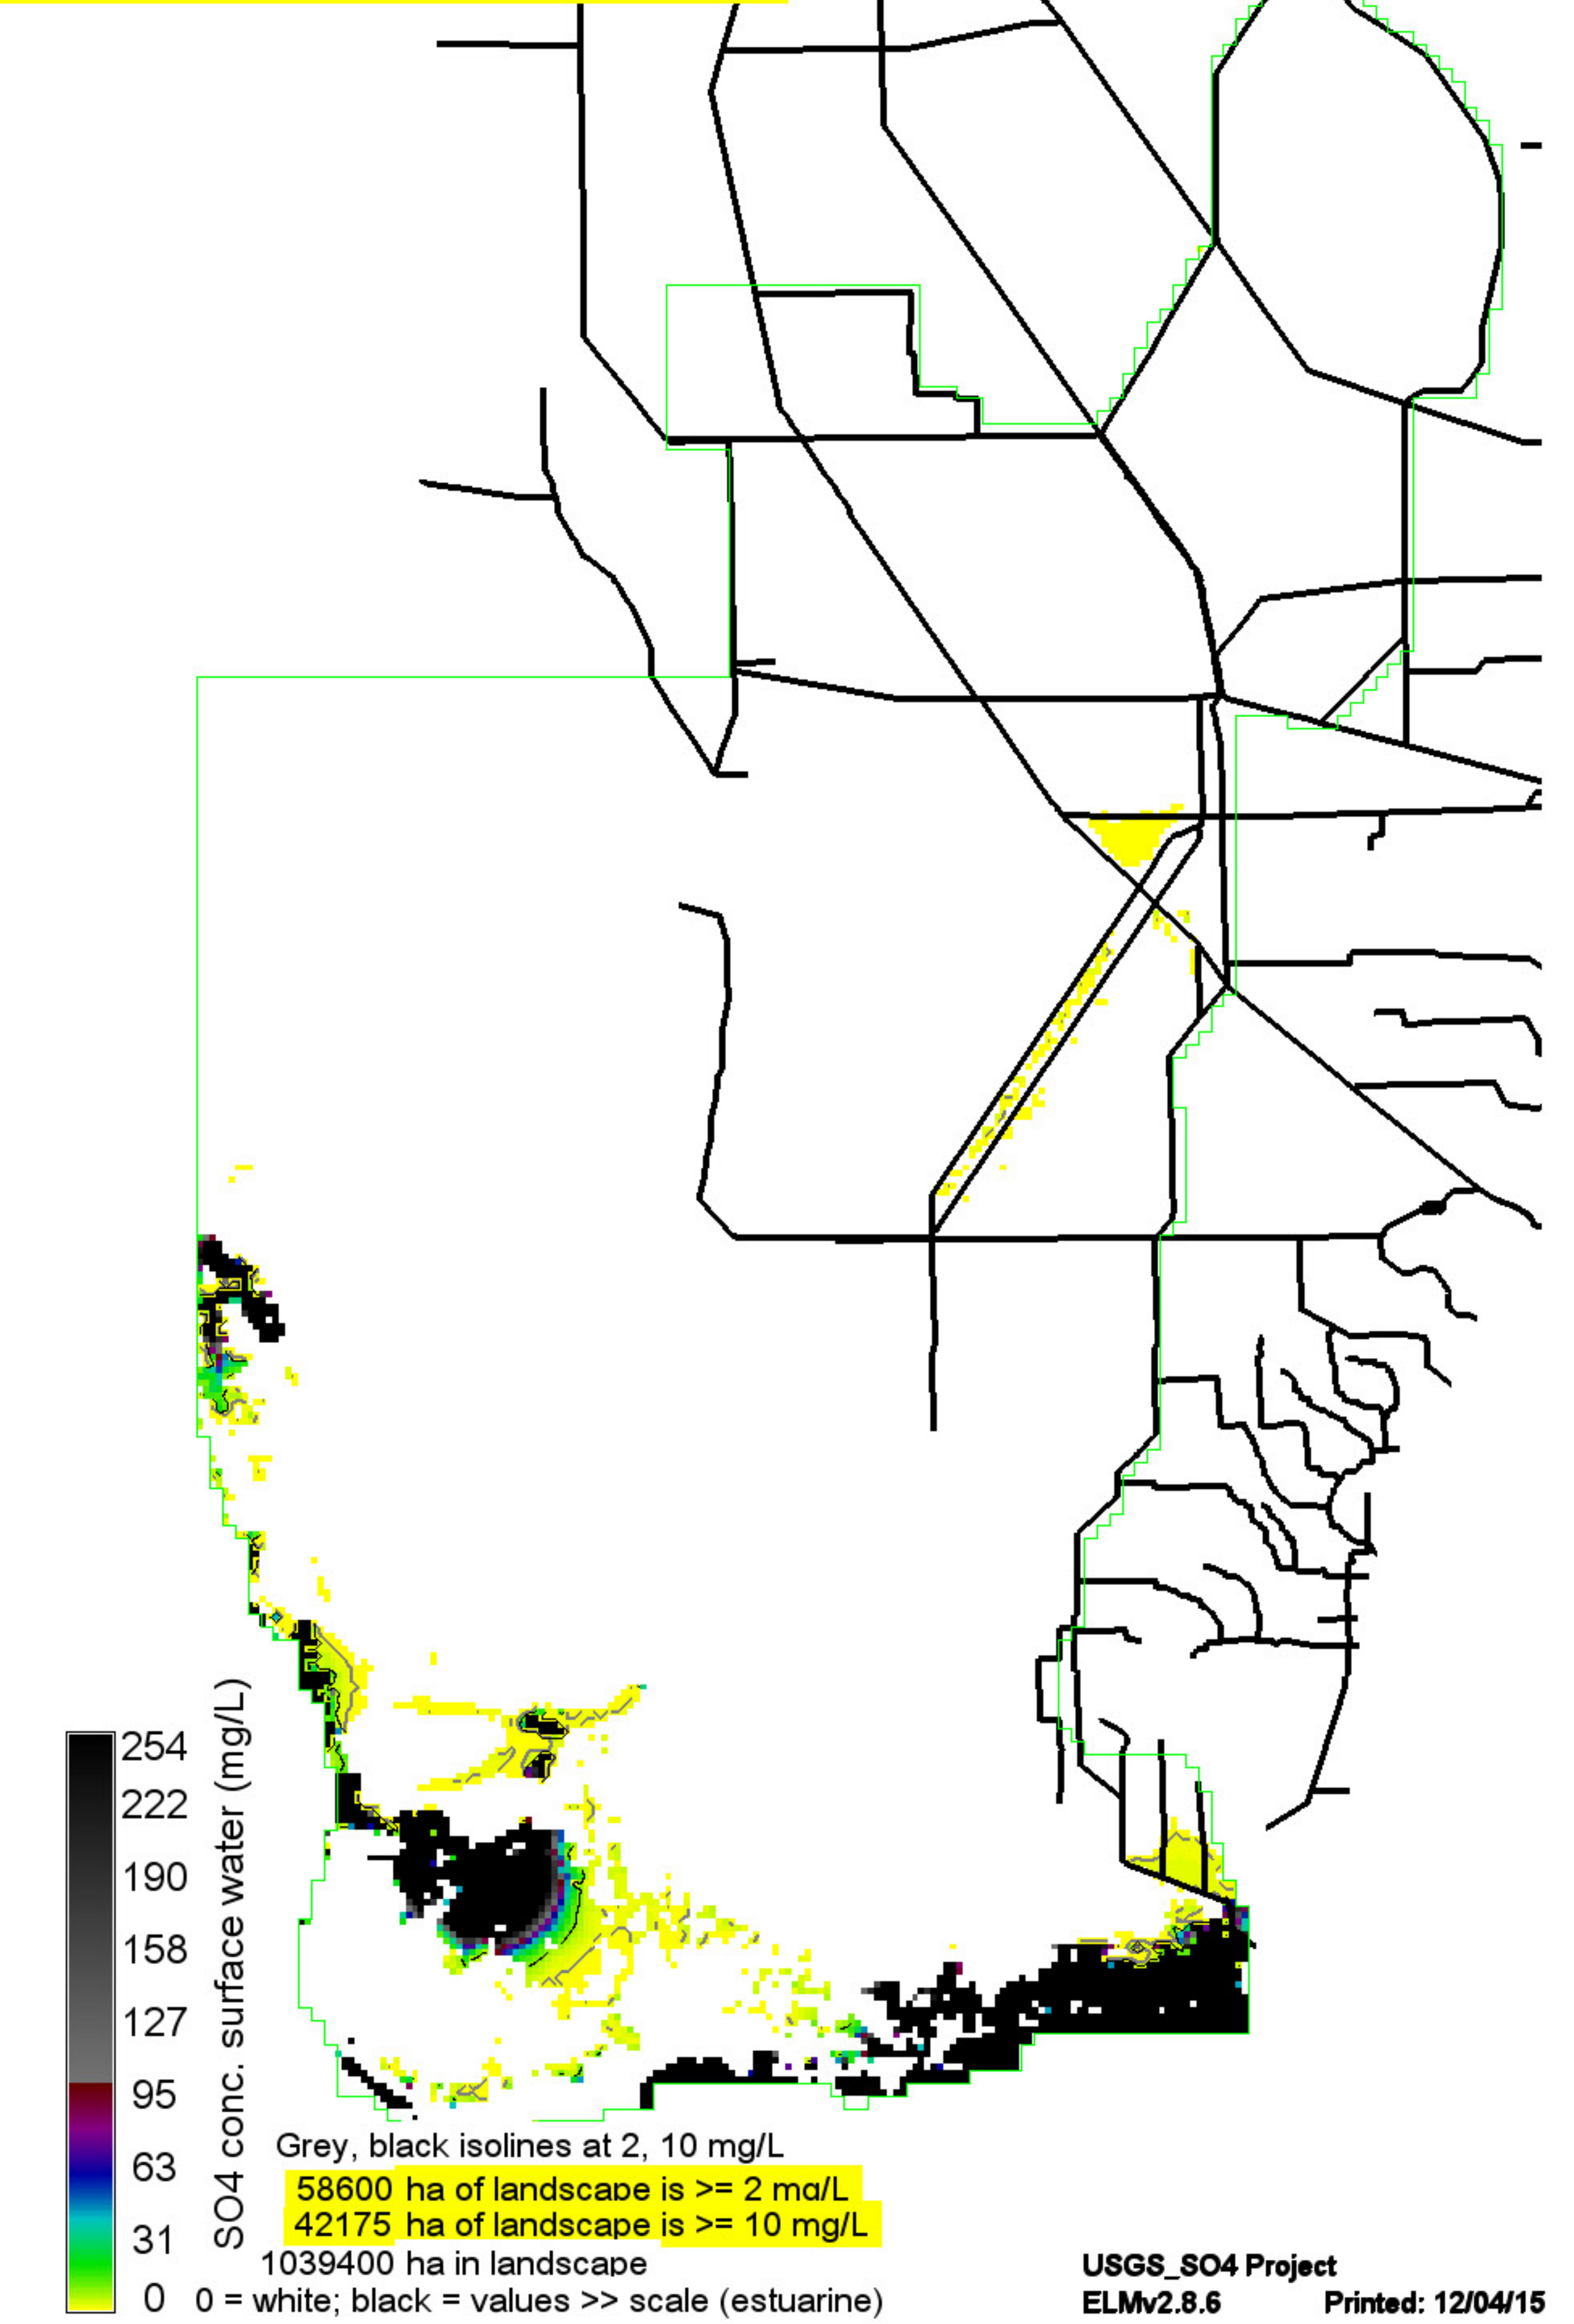 254
222
190
158
127
95
63
31
0
SO4 conc. surface water (mg/L)
Grey, black isolines at 2, 10 mg/L
58600 ha of landscape is >= 2 mg/L
42175 ha of landscape is >= 10 mg/L
1039400 ha in landscape
0 = white; black = values >> scale (estuarine)
USGS_SO4 Project
ELMv2.8.6 Printed: 12/04/15